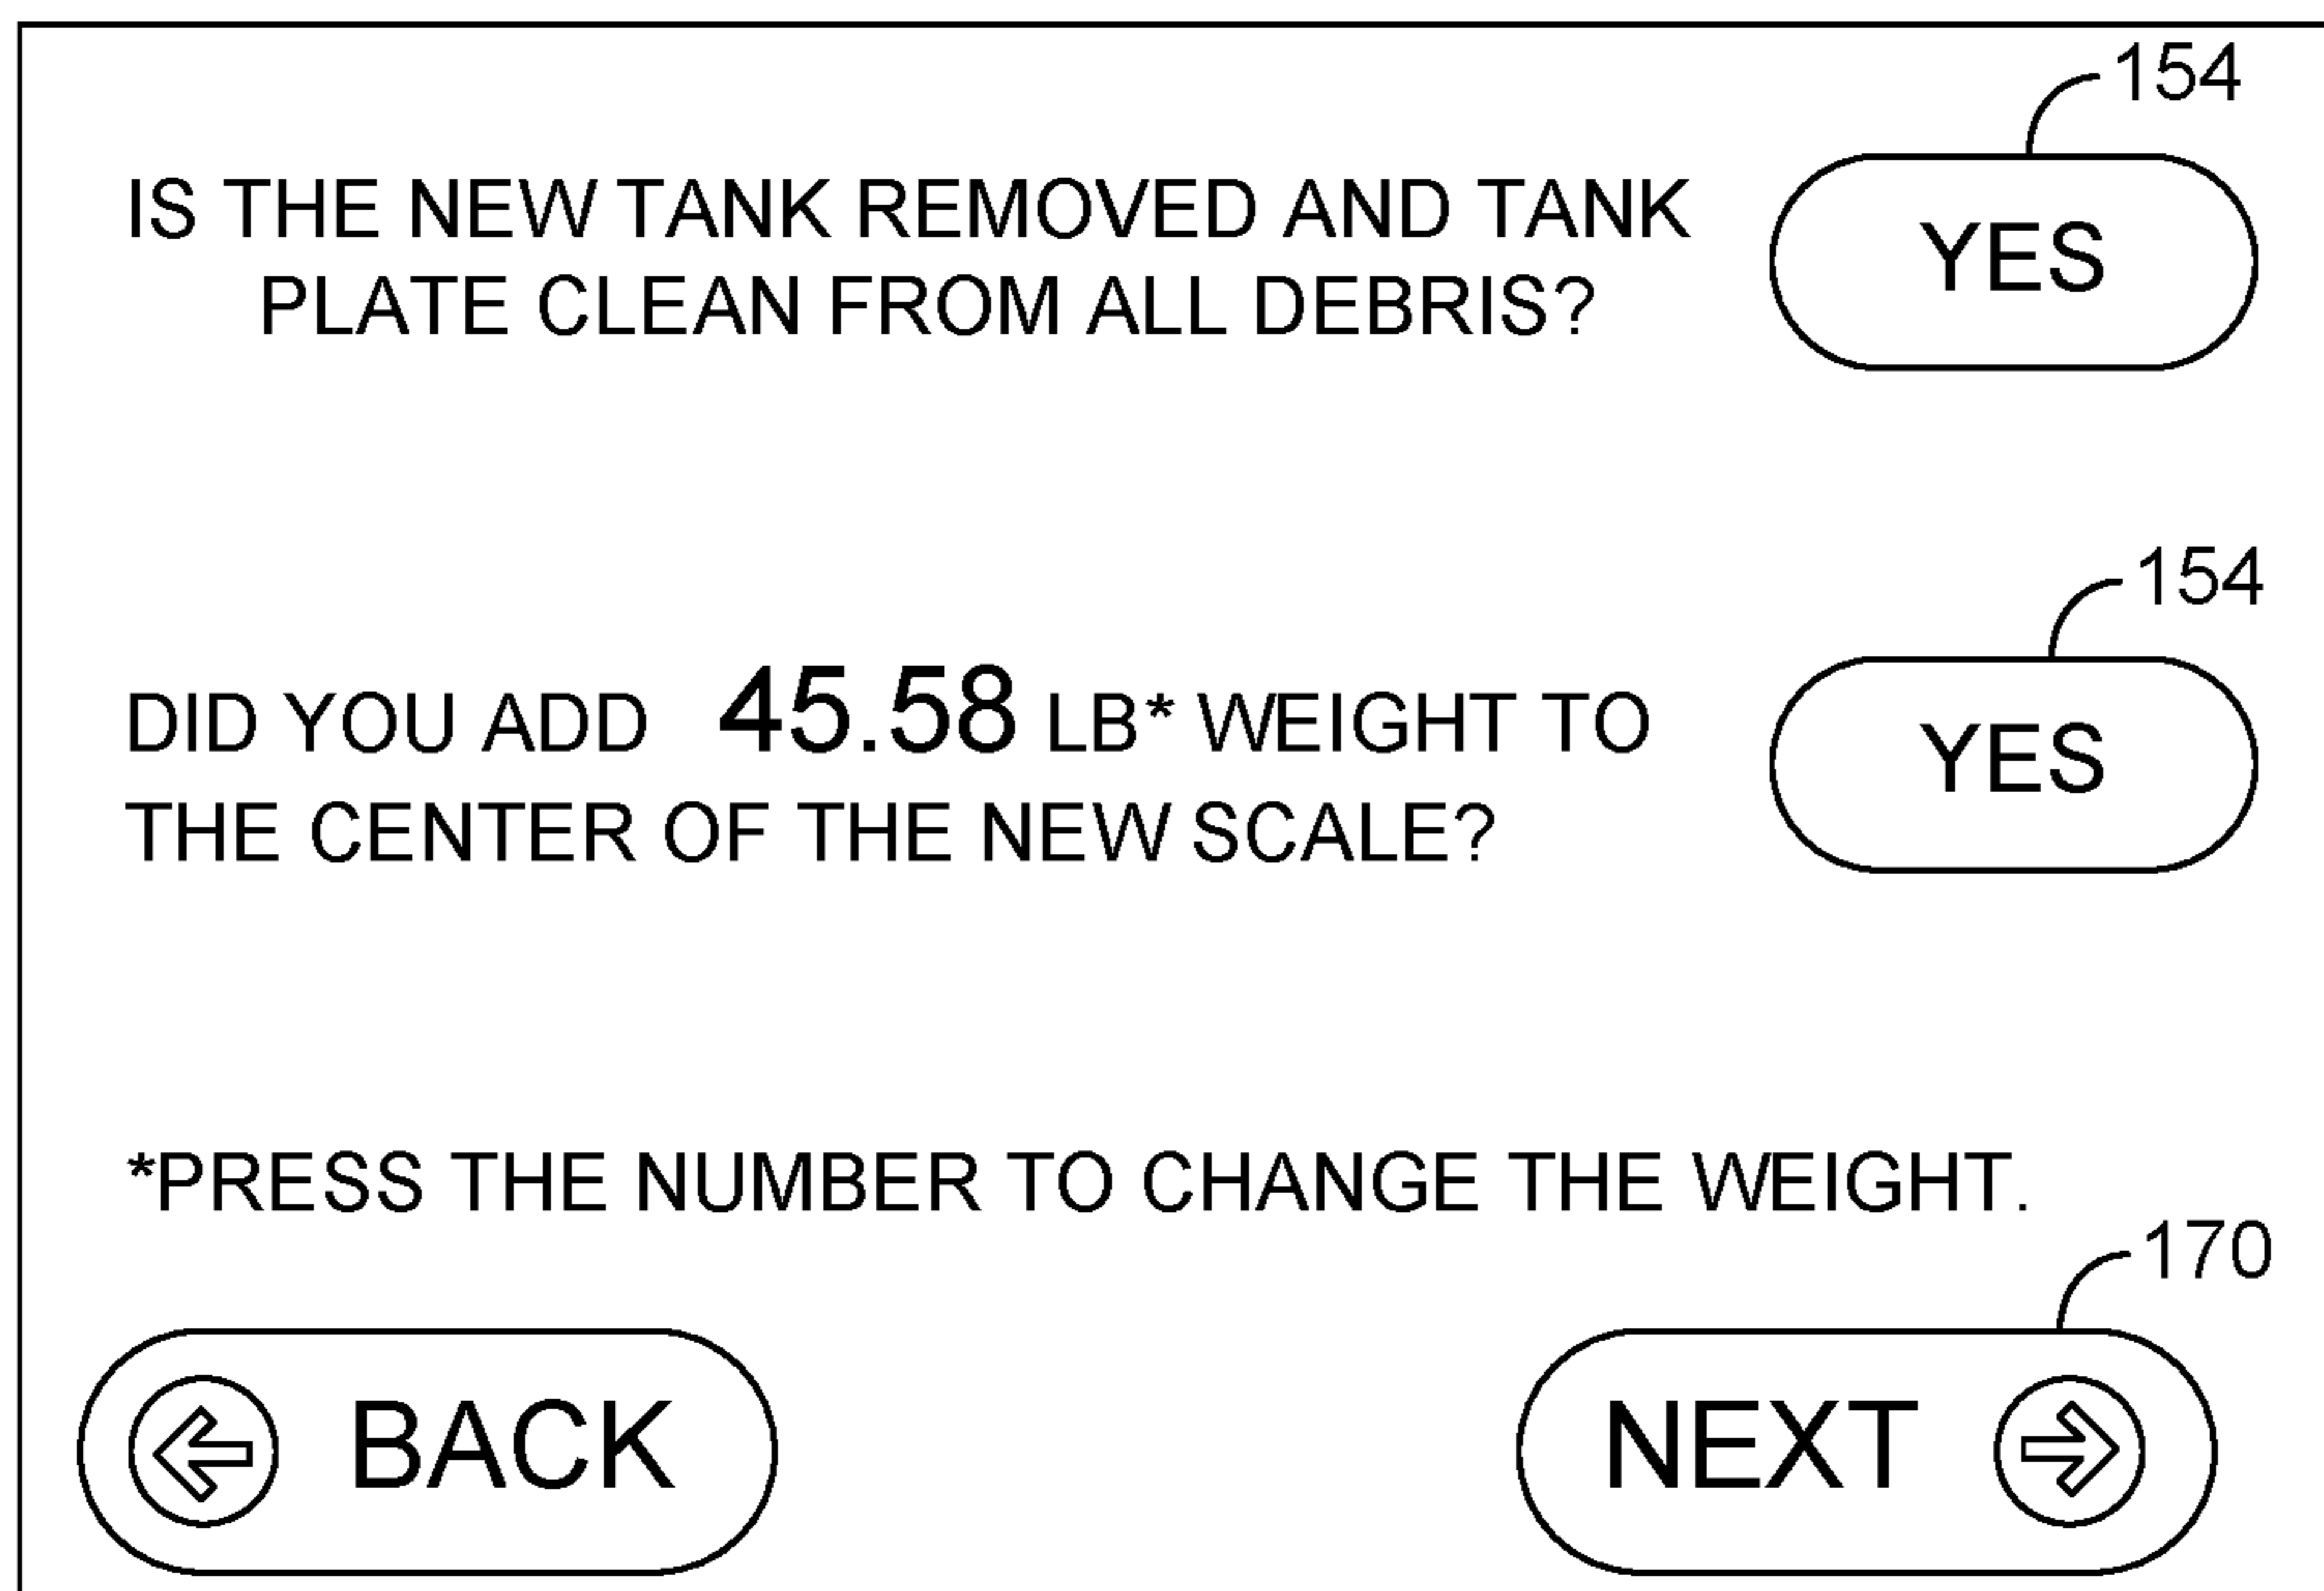 154
IS THE NEW TANK REMOVED AND TANK
PLATE CLEAN FROM ALL DEBRIS?
YES
154
DID YOU ADD 45.58 LB* WEIGHT TO
THE CENTER OF THE NEW SCALE?
YES
*PRESS THE NUMBER TO CHANGE THE WEIGHT.
170
BACK
NEXT